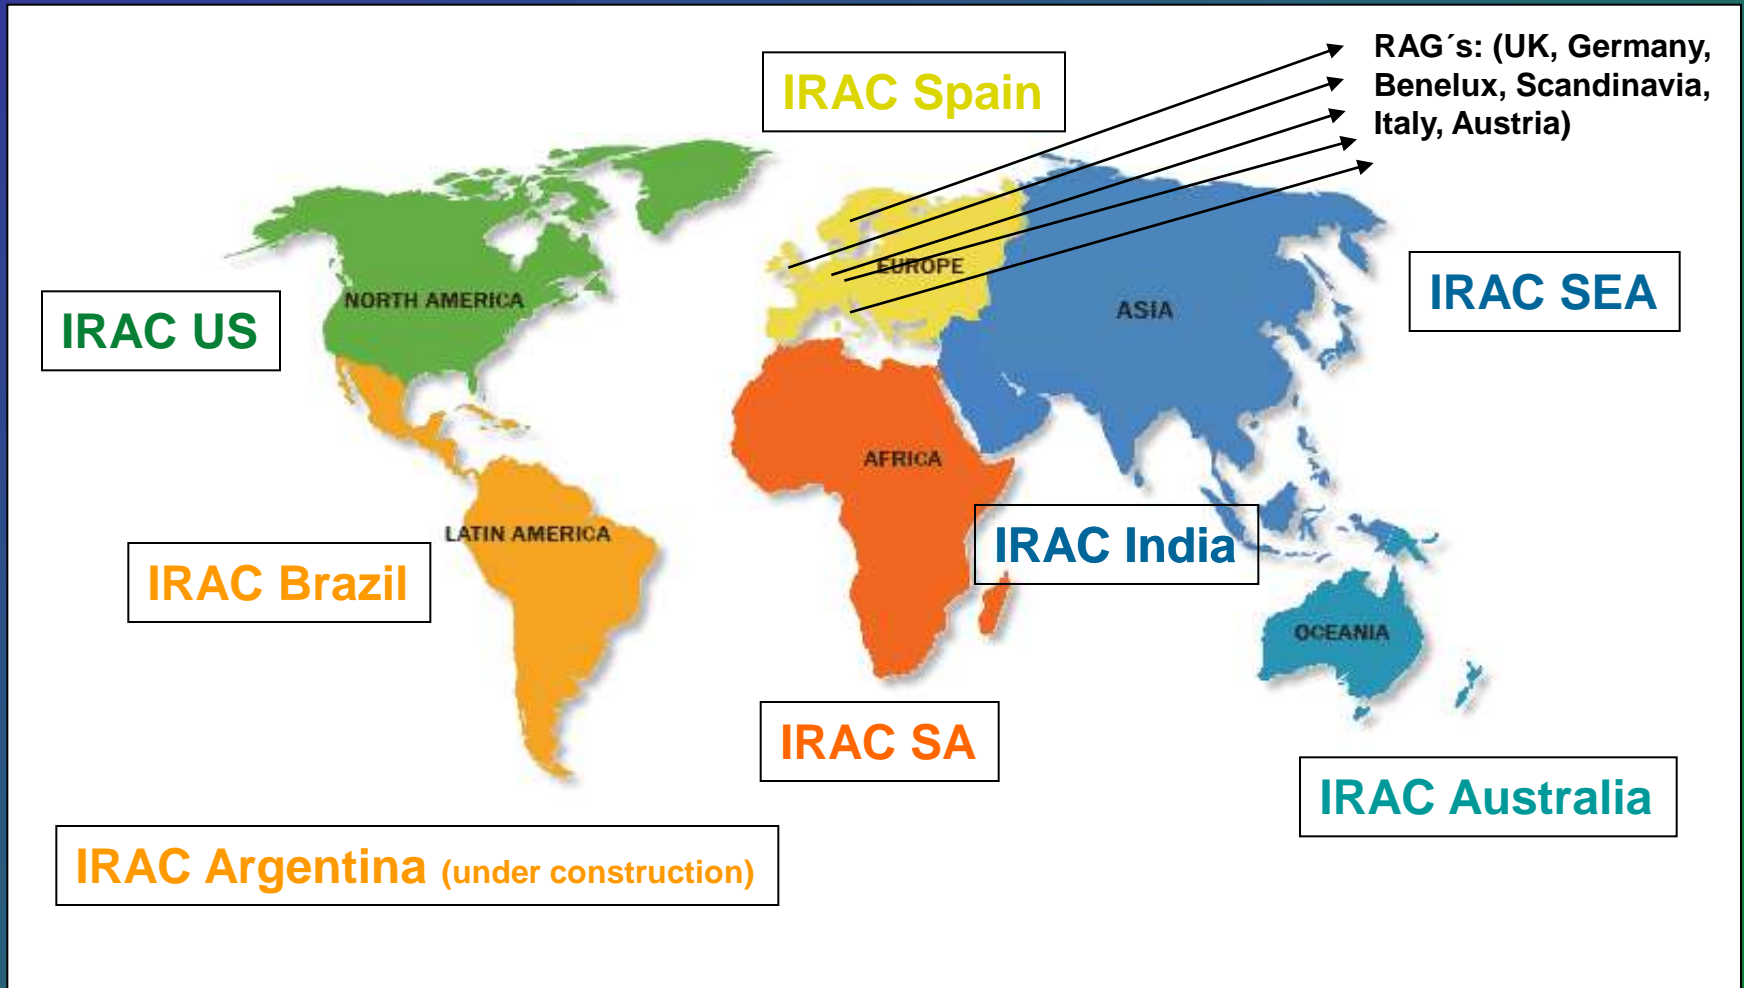 RAG´s: (UK, Germany,
Benelux, Scandinavia,
Italy, Austria)
IRAC Spain
EUROPE
NORTH AMERICA
IRAC US
ASIA
IRAC SEA
AFRICA
LATIN AMERICA
IRAC India
IRAC Brazil
OCEANIA
IRAC SA
IRAC Australia
IRAC Argentina (under construction)